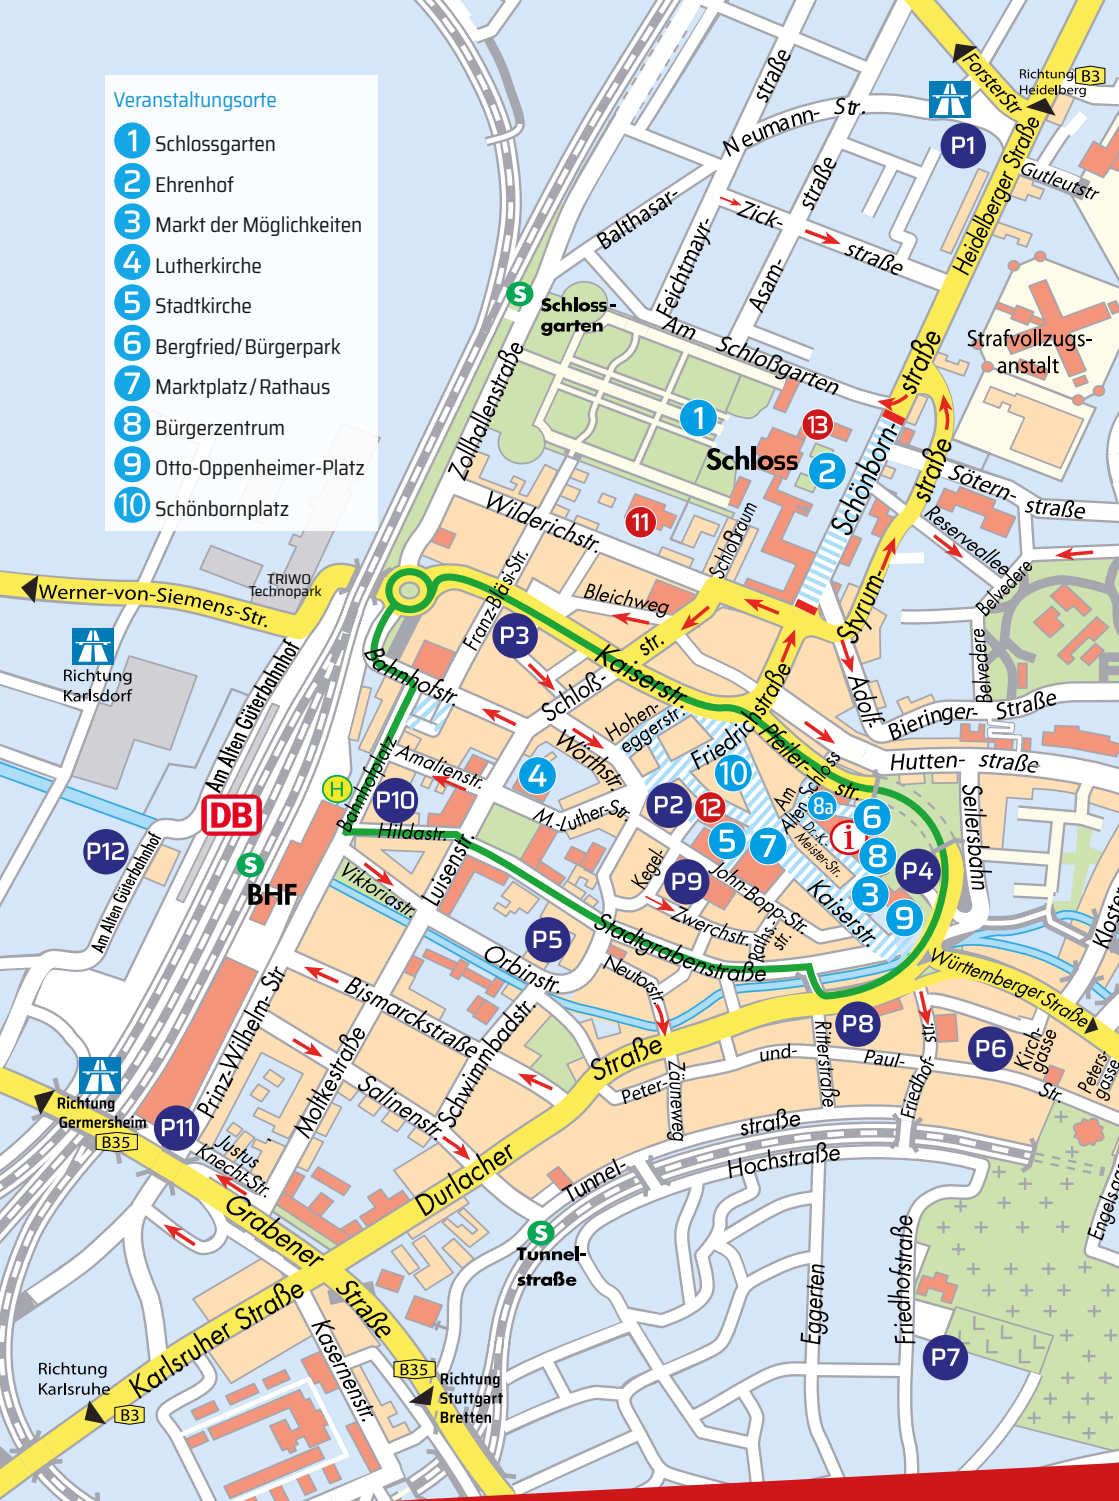 Veranstaltungsorte
1 Schlossgarten
2 Ehrenhof
3 Markt der Möglichkeiten
4 Lutherkirche
5 Stadtkirche
6 Bergfried/Bürgerpark
7 Marktplatz/Rathaus
8 Bürgerzentrum
9 Otto-Oppenheimer-Platz
10 Schönbornplatz
Forster Str
Richtung
Heidelberg
B3
P1
Neumann- Str.
straße
straße
Gutleutstr
Heidelberger Straße
Balthasar-
Zick-
straße
Feichtmayr-
Asam-
S
Schloss-
garten
Am Schloßgarten
straße
Strafvollzugs-
anstalt
Zollhallenstraße
1
13
Schloss
2
Schönborn-
straße
Sötern- straße
11
Wilderichstr.
Schloßraum
Reserveallee
Belvedere
Belvedere
TRIWO
Technopark
Werner-von-Siemens-Str.
Franz-Bläsi-Str.
Bleichweg
Styrum-
P3
Kaiserstr.
Schloß-
str.
Richtung
Karlsdorf
Am Alten Güterbahnhof
Bahnhofstr.
Hohen-
eggerstr.
Friedrichstraße
Adolf-
Bieringer- Straße
Hutten- straße
Pfeiler-
str.
Wörthstr.
Amalienstr.
4
10
Am
Alten
Schloss
8a
6
H
P10
Bahnhofplatz
M.-Luther-Str.
P2
12
5
7
Dr.-K.-
Meister-Str.
i
8
P4
Seilersbahn
DB
Hildastr.
P12
S
BHF
Am Alten Güterbahnhof
Viktoriastr.
Luisenstr.
Kegel-
P9
John-Bopp-Str.
Kaiserstr.
3
9
Zwerchstr.
Raths-
str.
P5
Stadtgrabenstraße
Orbinstr.
Neutorstr.
Württemberger Straße
Kloster
Bismarckstraße
Prinz-Wilhelm- Str
Moltkestraße
Schwimmbadstr.
Salinenstr.
P8
P6
Straße
Peter-
und-
Paul-
Str.
Ritterstraße
Friedhof-
str.
Kirch-
gasse
Peters-
gasse
Zäuneweg
Richtung
Germersheim
B35
P11
Justus
Knecht-Str.
straße
Hochstraße
Tunnel-
Durlacher
Grabener
Straße
S
Tunnel-
straße
Karlsruher Straße
Kasernenstr.
Eggerten
Friedhofstraße
P7
Richtung
Karlsruhe
B3
B35
Richtung
Stuttgart
Bretten